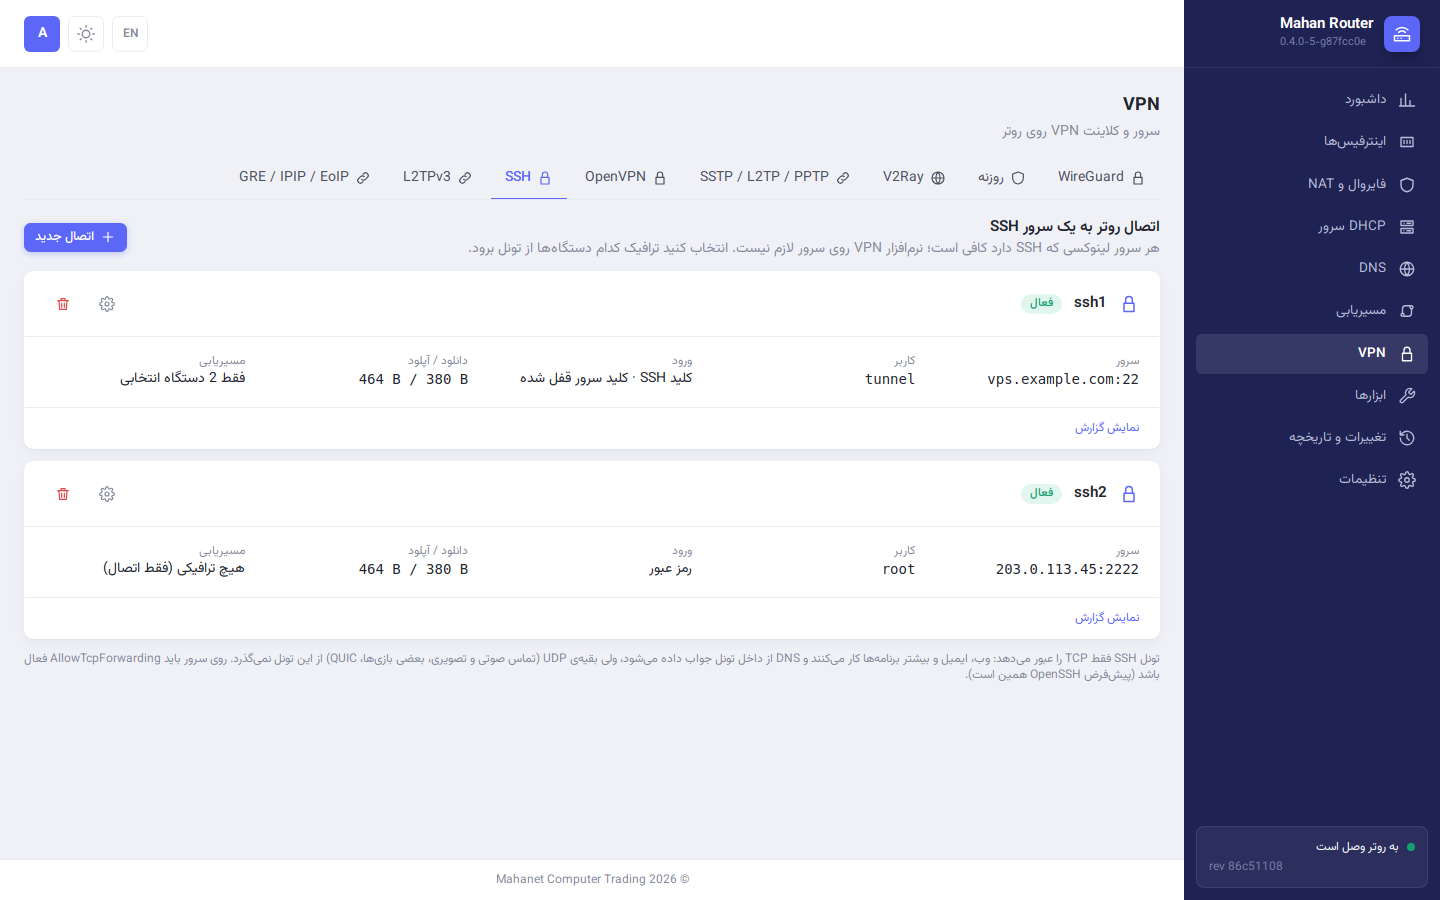 Mahan Router
0.4.0-5-g87fcc0e
داشبورد
اینترفیس‌ها
فایروال و NAT
سرور DHCP
DNS
مسیریابی
VPN
ابزارها
تغییرات و تاریخچه
تنظیمات
به روتر وصل است
rev 86c51108
EN
A
VPN
سرور و کلاینت VPN روی روتر
WireGuard
روزنه
V2Ray
SSTP / L2TP / PPTP
OpenVPN
SSH
L2TPv3
GRE / IPIP / EoIP
اتصال روتر به یک سرور SSH
هر سرور لینوکسی که SSH دارد کافی است؛ نرم‌افزار VPN روی سرور لازم نیست. انتخاب کنید ترافیک کدام دستگاه‌ها از تونل برود.
اتصال جدید
ssh1
فعال
سرور
vps.example.com:22
کاربر
tunnel
ورود
کلید SSH · کلید سرور قفل شده
دانلود / آپلود
464 B / 380 B
مسیریابی
فقط 2 دستگاه انتخابی
نمایش گزارش
ssh2
فعال
سرور
203.0.113.45:2222
کاربر
root
ورود
رمز عبور
دانلود / آپلود
464 B / 380 B
مسیریابی
هیچ ترافیکی (فقط اتصال)
نمایش گزارش
تونل SSH فقط TCP را عبور می‌دهد: وب، ایمیل و بیشتر برنامه‌ها کار می‌کنند و DNS از داخل تونل جواب داده می‌شود، ولی بقیه‌ی UDP (تماس صوتی و تصویری، بعضی بازی‌ها، QUIC) از این تونل نمی‌گذرد. روی سرور باید AllowTcpForwarding فعال
باشد (پیش‌فرض OpenSSH همین است).
© 2026 Mahanet Computer Trading